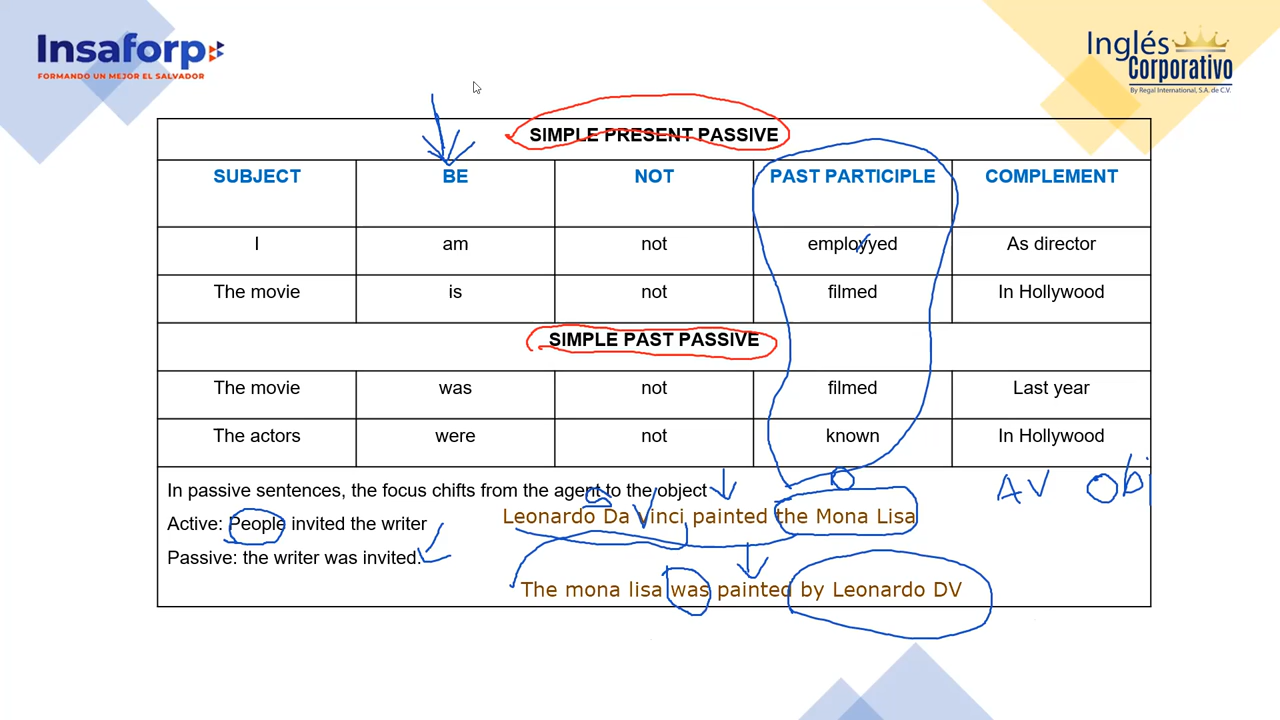 Insaforp
FORMANDO UN MEJOR EL SALVADOR
Inglés
Corporativo
By Regal International, S.A. de C.V.
SIMPLE PRESENT PASSIVE
SUBJECT BE NOT PAST PARTICIPLE COMPLEMENT
I am not employyed As director
The movie is not filmed In Hollywood
SIMPLE PAST PASSIVE
The movie was not filmed Last year
The actors were not known In Hollywood
AV Obj
In passive sentences, the focus chifts from the agent to the object
S V O
Active: People invited the writer
Leonardo Da Vinci painted the Mona Lisa
Passive: the writer was invited.
The mona lisa was painted by Leonardo DV